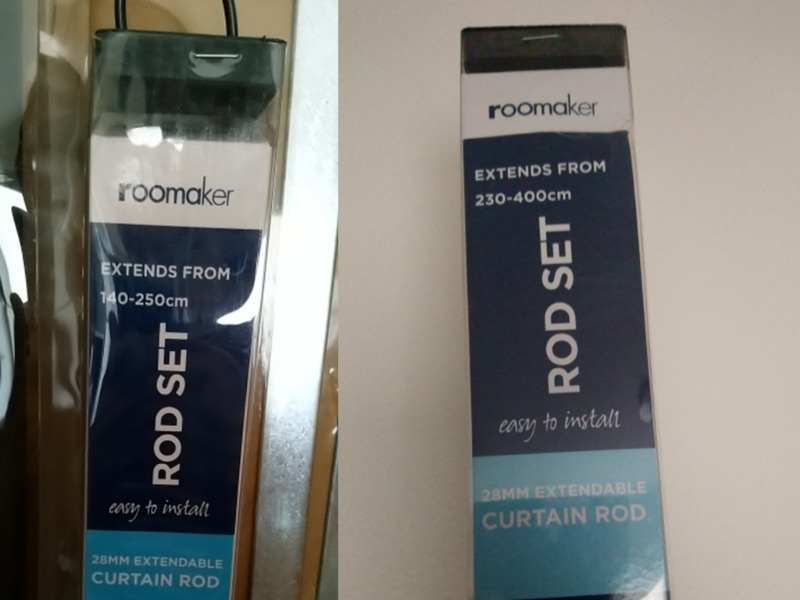 roomaker
EXTENDS FROM
140-250cm
ROD SET
easy to install
28MM EXTENDABLE
CURTAIN ROD
roomaker
EXTENDS FROM
230-400cm
ROD SET
easy to install
28MM EXTENDABLE
CURTAIN ROD